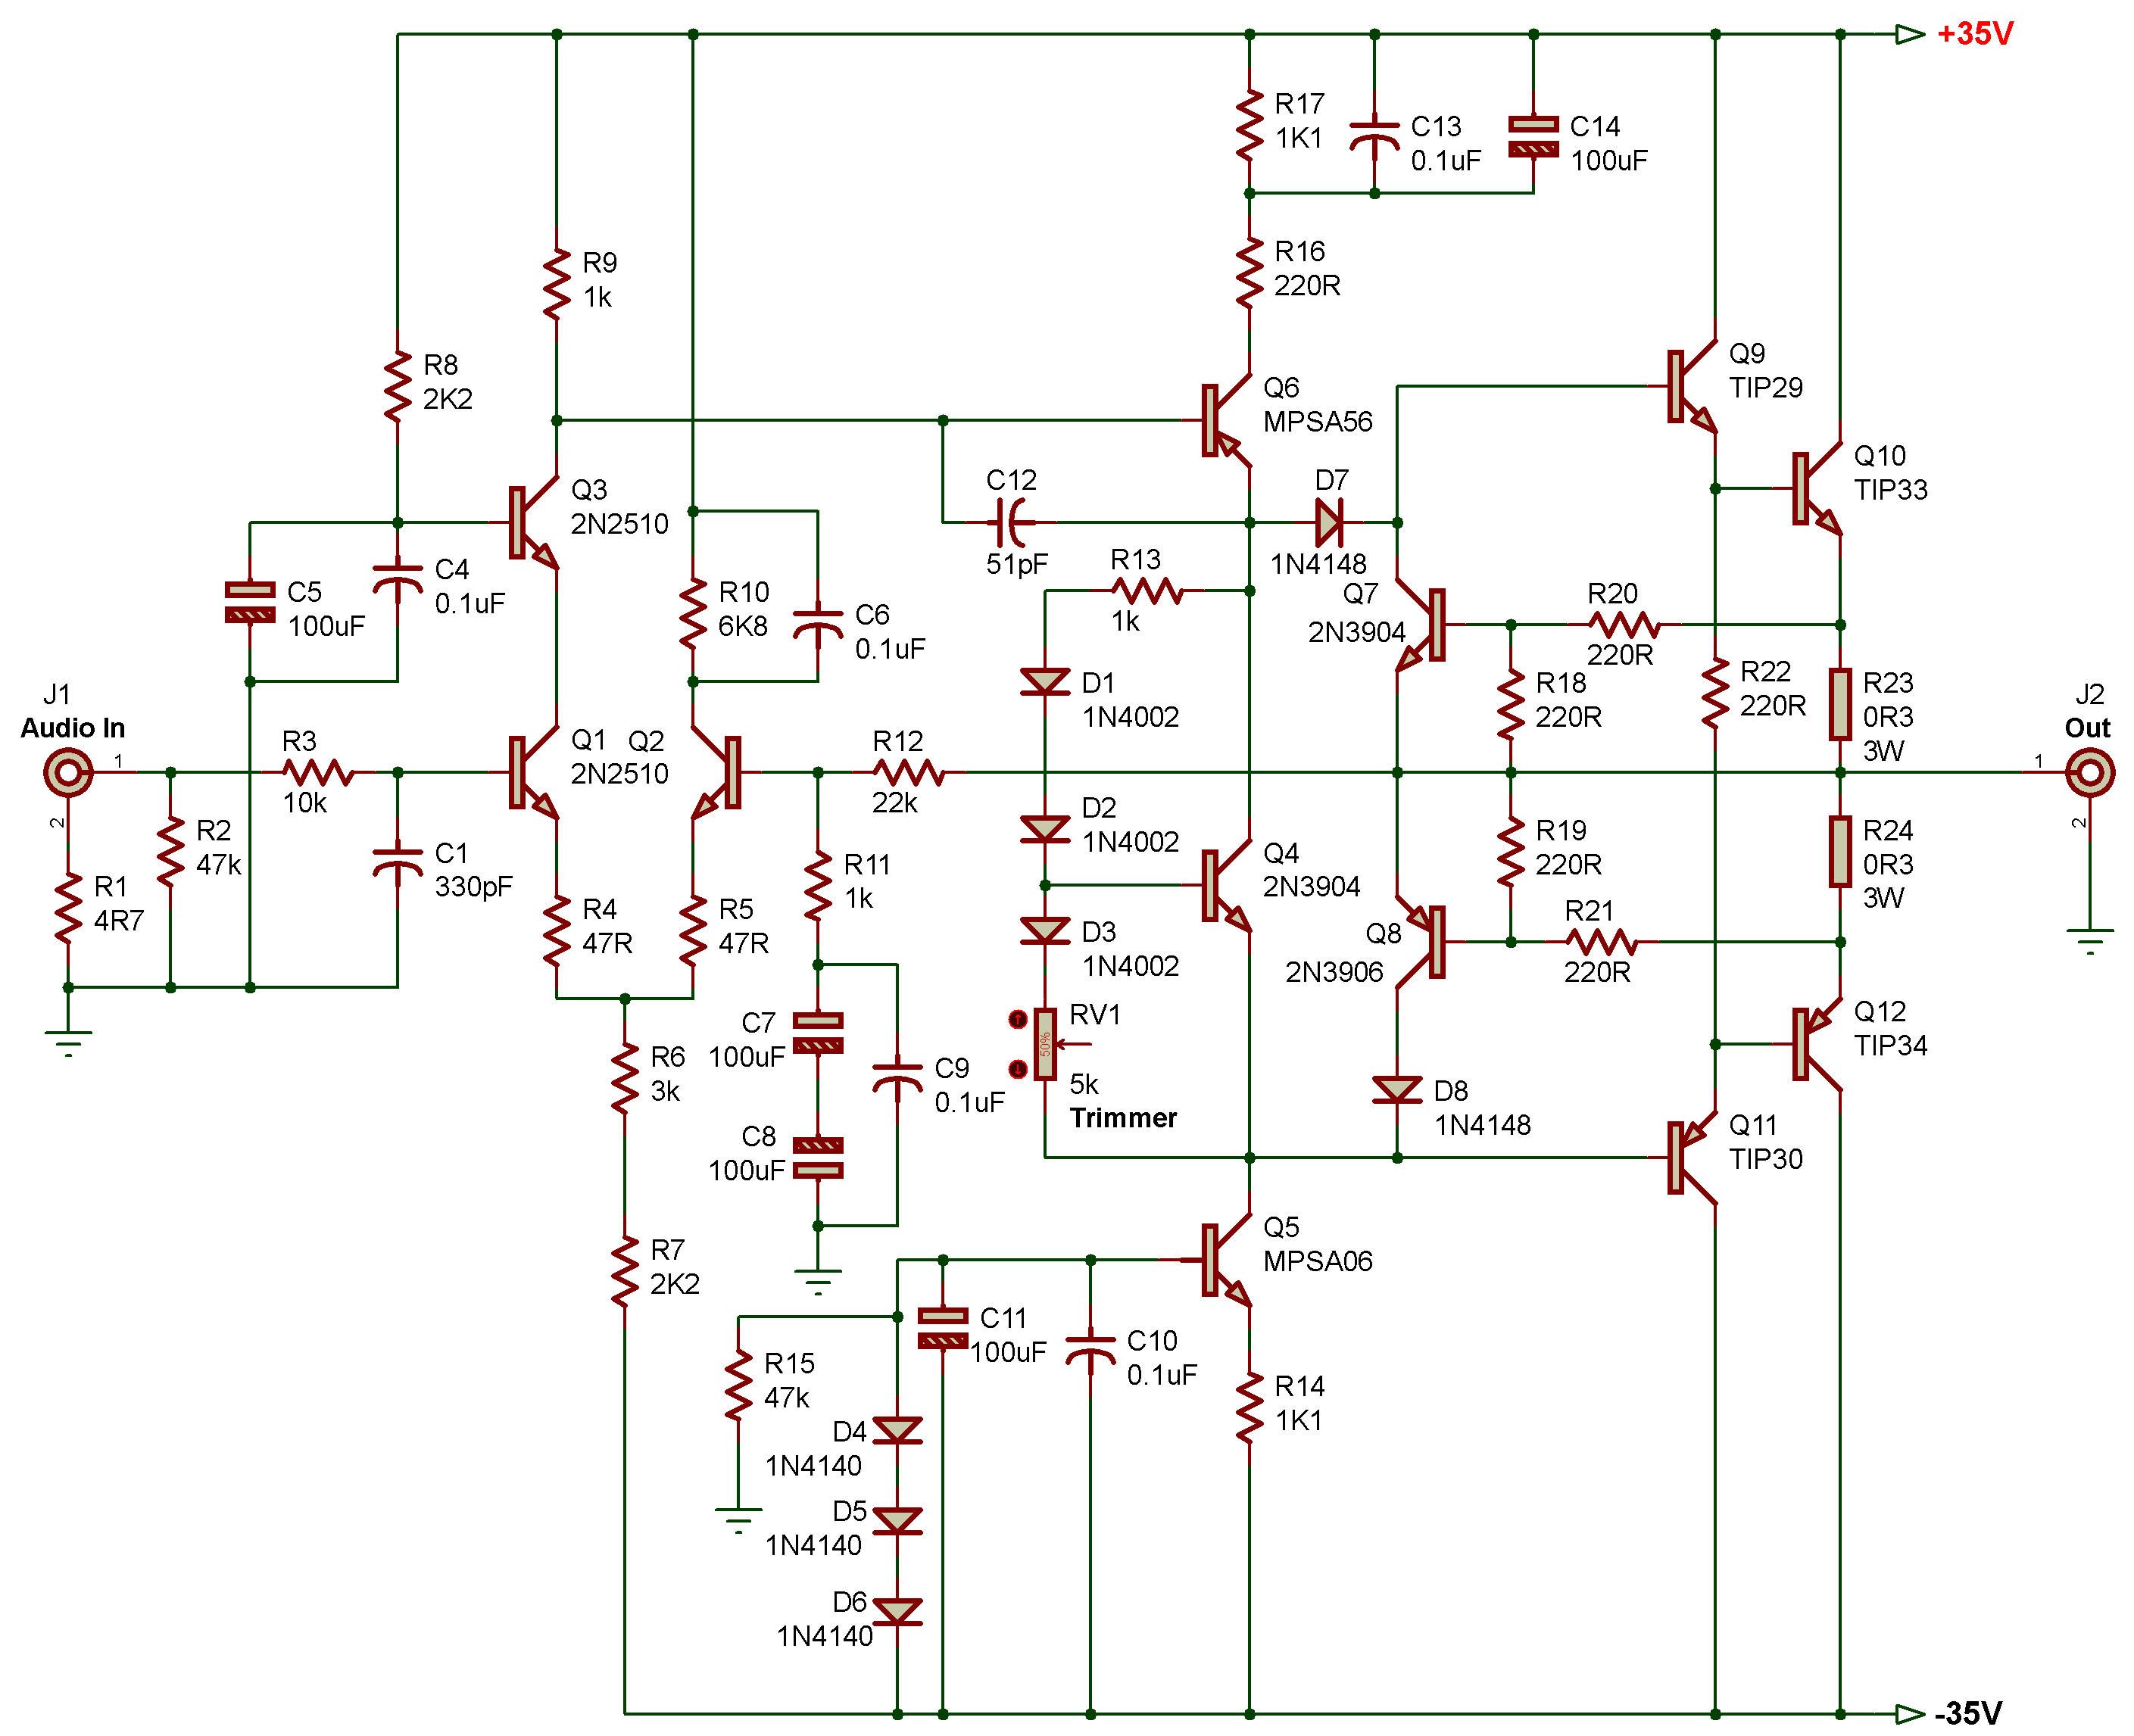 +35V
R17
1K1
C13
0.1uF
C14
100uF
R9
1k
R16
220R
R8
2K2
Q6
MPSA56
Q9
TIP29
Q3
2N2510
C12
51pF
D7
1N4148
Q10
TIP33
C5
100uF
C4
0.1uF
R10
6K8
C6
0.1uF
R13
1k
Q7
2N3904
R20
220R
J1
Audio In
1
2
R3
10k
Q1
2N2510
Q2
R12
22k
D1
1N4002
R18
220R
R22
220R
R23
0R3
3W
J2
Out
1
2
R2
47k
C1
330pF
R1
4R7
R4
47R
R5
47R
R11
1k
D2
1N4002
Q4
2N3904
D3
1N4002
R19
220R
R24
0R3
3W
Q8
2N3906
R21
220R
R6
3k
C7
100uF
C9
0.1uF
RV1
50%
5k
Trimmer
Q12
TIP34
D8
1N4148
Q11
TIP30
C8
100uF
R7
2K2
Q5
MPSA06
C11
100uF
C10
0.1uF
R15
47k
R14
1K1
D4
1N4140
D5
1N4140
D6
1N4140
-35V